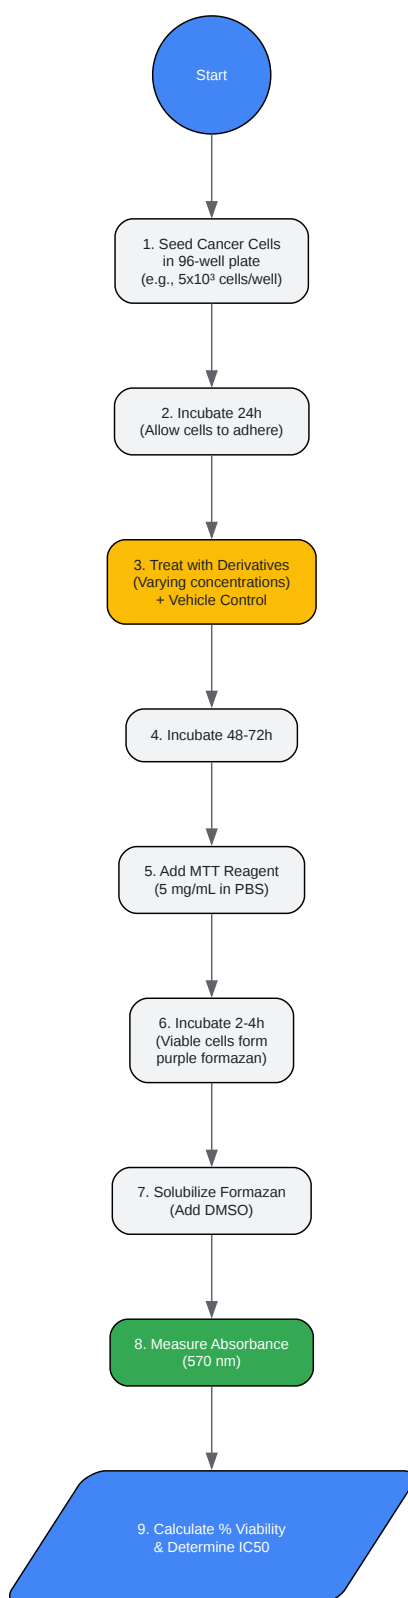 Start
1. Seed Cancer Cells
in 96-well plate
(e.g., 5x10³ cells/well)
2. Incubate 24h
(Allow cells to adhere)
3. Treat with Derivatives
(Varying concentrations)
+ Vehicle Control
4. Incubate 48-72h
5. Add MTT Reagent
(5 mg/mL in PBS)
6. Incubate 2-4h
(Viable cells form
purple formazan)
7. Solubilize Formazan
(Add DMSO)
8. Measure Absorbance
(570 nm)
9. Calculate % Viability
& Determine IC50